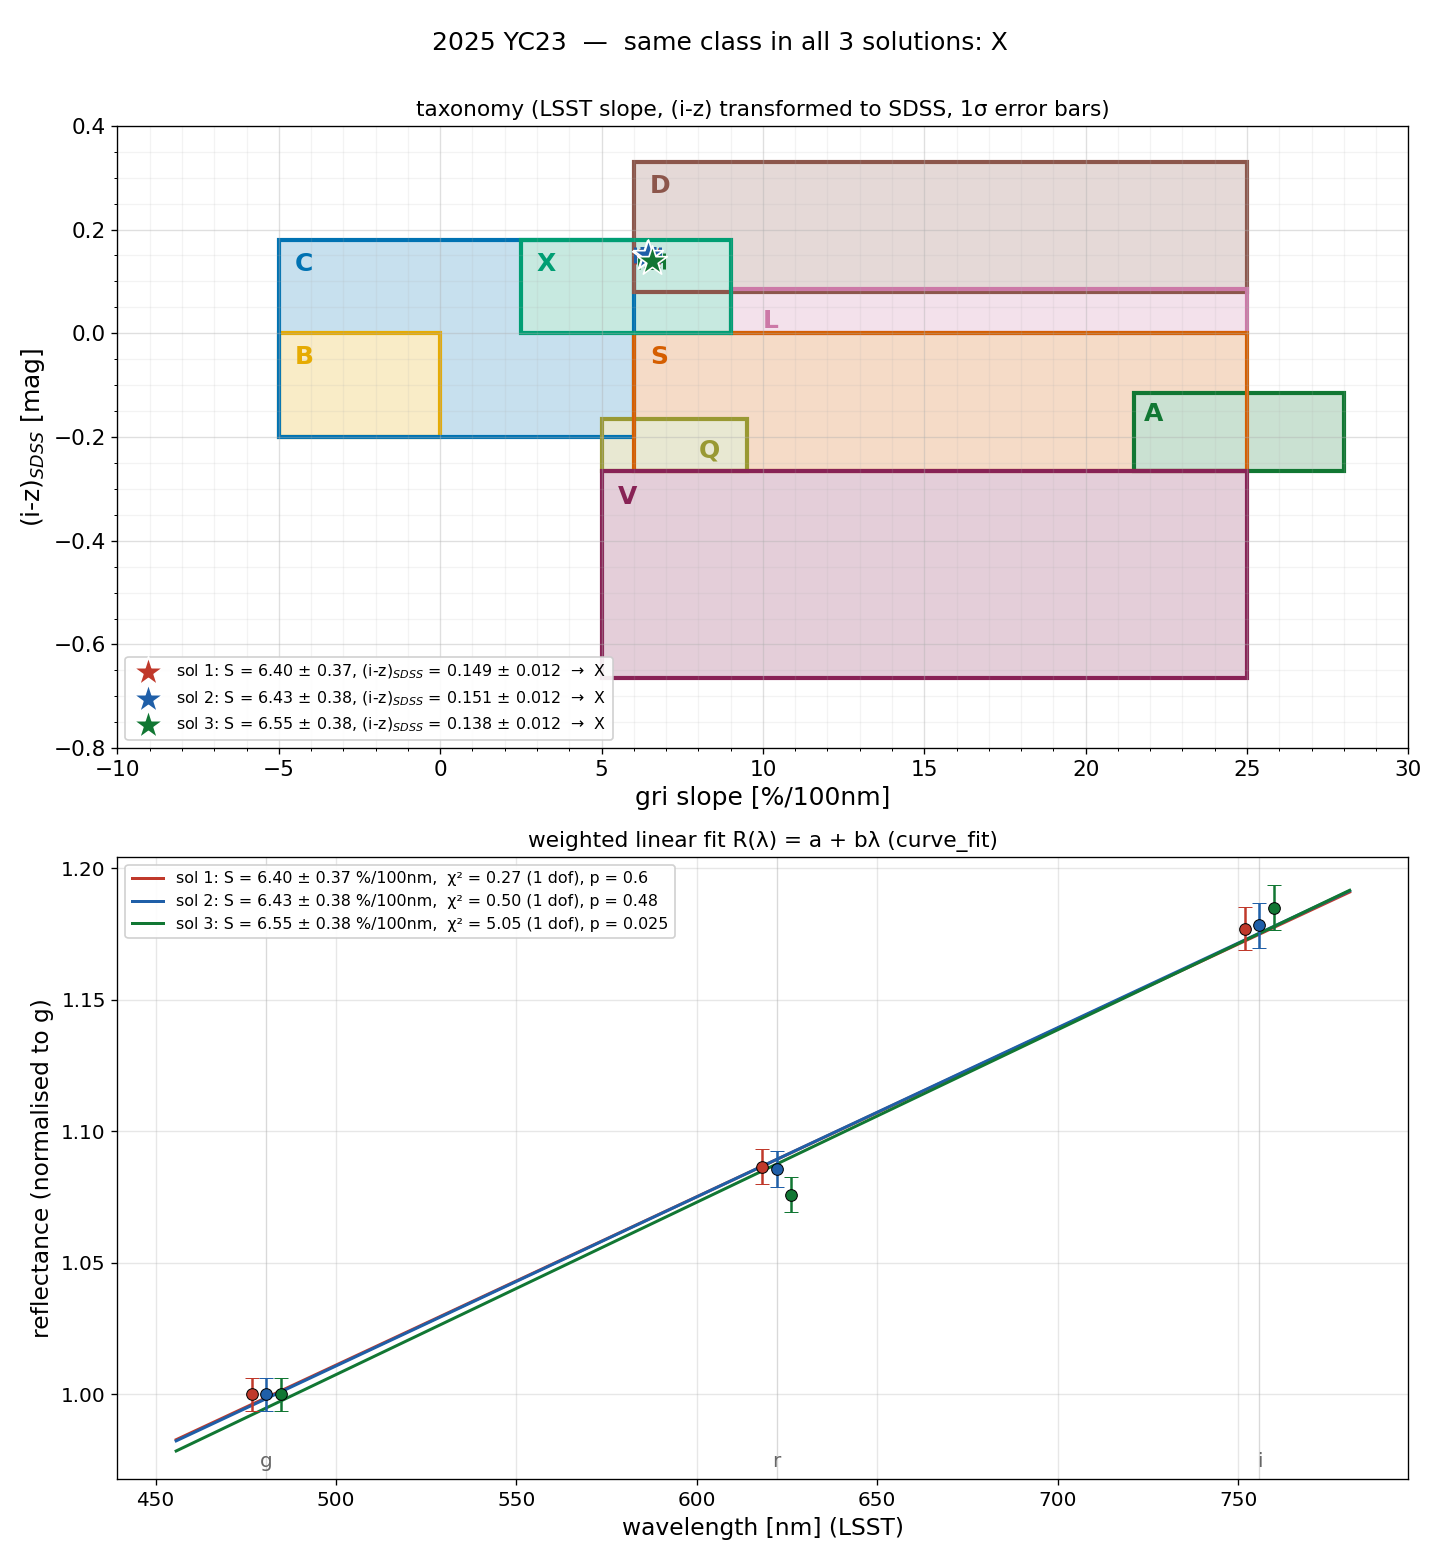 2025 YC23 — same class in all 3 solutions: X
taxonomy (LSST slope, (i-z) transformed to SDSS, 1σ error bars)
0.4
0.2
0.0
−0.2
−0.4
−0.6
−0.8
(i-z)SDSS [mag]
D
C
X
L
B
S
A
Q
V
sol 1: S = 6.40 ± 0.37, (i-z)SDSS = 0.149 ± 0.012 → X
sol 2: S = 6.43 ± 0.38, (i-z)SDSS = 0.151 ± 0.012 → X
sol 3: S = 6.55 ± 0.38, (i-z)SDSS = 0.138 ± 0.012 → X
−10 −5 0 5 10 15 20 25 30
gri slope [%/100nm]
weighted linear fit R(λ) = a + bλ (curve_fit)
sol 1: S = 6.40 ± 0.37 %/100nm, χ² = 0.27 (1 dof), p = 0.6
sol 2: S = 6.43 ± 0.38 %/100nm, χ² = 0.50 (1 dof), p = 0.48
sol 3: S = 6.55 ± 0.38 %/100nm, χ² = 5.05 (1 dof), p = 0.025
1.20
1.15
1.10
1.05
1.00
reflectance (normalised to g)
g r i
450 500 550 600 650 700 750
wavelength [nm] (LSST)